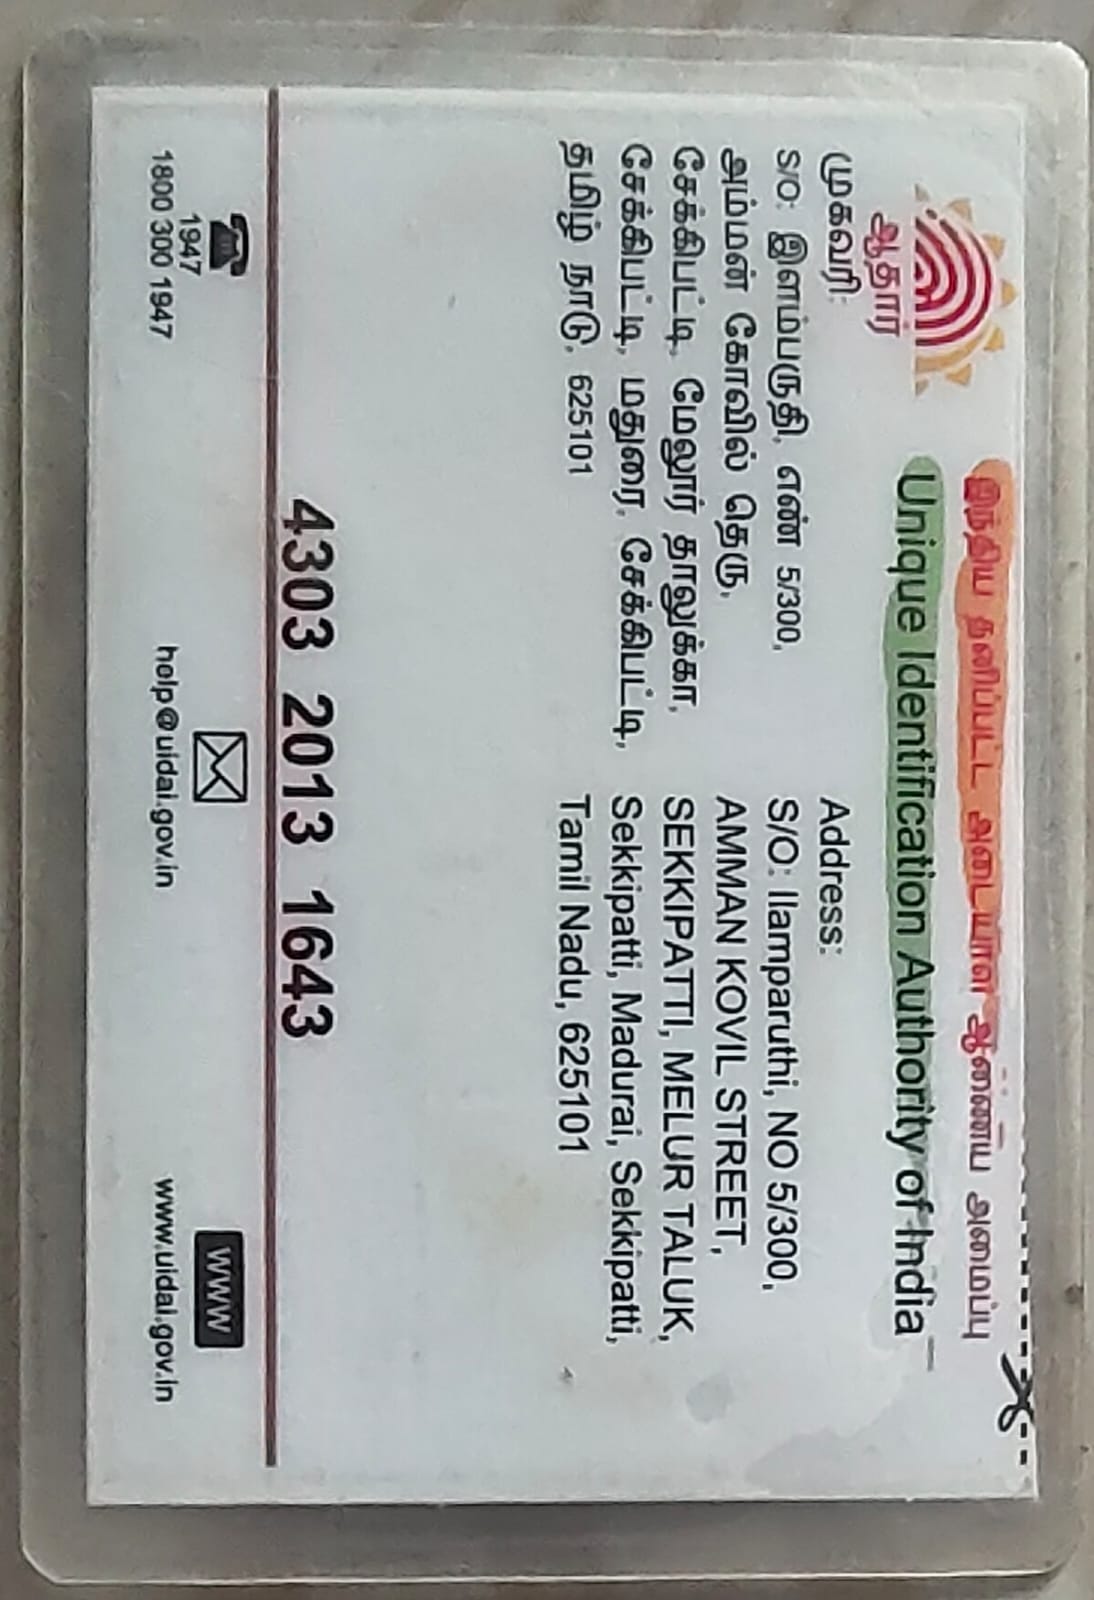 இந்திய தனிப்பட்ட அடையாள ஆணைய அமைப்பு
Unique Identification Authority of India
ஆதார்
முகவரி:
S/O: இளம்பருதி, எண் 5/300,
அம்மன் கோவில் தெரு,
சேக்கிபட்டி, மேலூர் தாலுக்கா,
சேக்கிபட்டி, மதுரை, சேக்கிபட்டி,
தமிழ் நாடு, 625101
Address:
S/O: Ilamparuthi, NO 5/300,
AMMAN KOVIL STREET,
SEKKIPATTI, MELUR TALUK,
Sekkipatti, Madurai, Sekkipatti,
Tamil Nadu, 625101
4303 2013 1643
1947
1800 300 1947
help@uidai.gov.in
WWW
www.uidai.gov.in